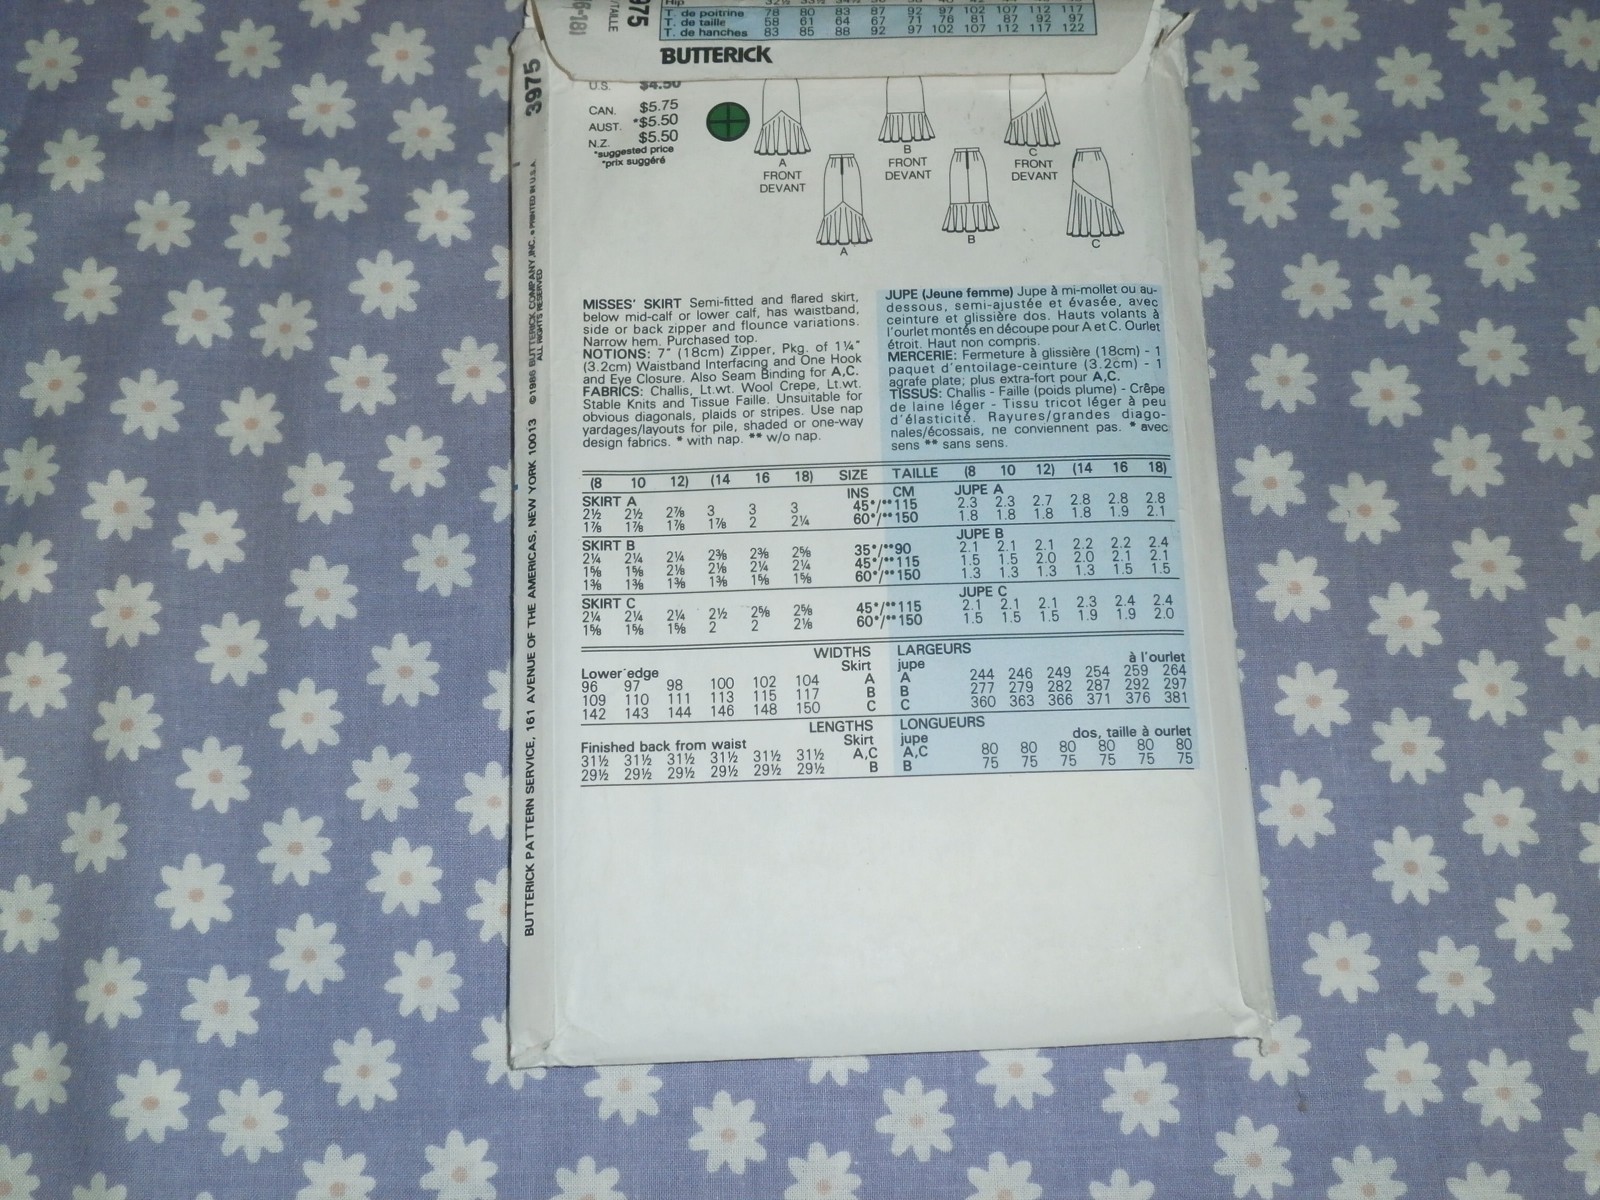 T. de poitrine 78 80 83 87 92 97 102 107 112 117
T. de taille 58 61 64 67 71 76 81 87 92 97
T. de hanches 83 85 88 92 97 102 107 112 117 122
BUTTERICK
3975
U.S. $4.50
CAN. $5.75
AUST. *$5.50
N.Z. $5.50
*suggested price
*prix suggéré
A
FRONT
DEVANT
B
FRONT
DEVANT
C
FRONT
DEVANT
A
B
C
©1986 BUTTERICK COMPANY, INC. • PRINTED IN U.S.A.
ALL RIGHTS RESERVED
BUTTERICK PATTERN SERVICE, 161 AVENUE OF THE AMERICAS, NEW YORK 10013
MISSES' SKIRT Semi-fitted and flared skirt,
below mid-calf or lower calf, has waistband,
side or back zipper and flounce variations.
Narrow hem. Purchased top.
NOTIONS: 7" (18cm) Zipper, Pkg. of 1¼"
(3.2cm) Waistband Interfacing and One Hook
and Eye Closure. Also Seam Binding for A,C.
FABRICS: Challis, Lt.wt. Wool Crepe, Lt.wt.
Stable Knits and Tissue Faille. Unsuitable for
obvious diagonals, plaids or stripes. Use nap
yardages/layouts for pile, shaded or one-way
design fabrics. * with nap. ** w/o nap.
JUPE (Jeune femme) Jupe à mi-mollet ou au-
dessous, semi-ajustée et évasée, avec
ceinture et glissière dos. Hauts volants à
l'ourlet montés en découpe pour A et C. Ourlet
étroit. Haut non compris.
MERCERIE: Fermeture à glissière (18cm) - 1
paquet d'entoilage-ceinture (3.2cm) - 1
agrafe plate; plus extra-fort pour A,C.
TISSUS: Challis - Faille (poids plume) - Crêpe
de laine léger - Tissu tricot léger à peu
d'élasticité. Rayures/grandes diago-
nales/écossais, ne conviennent pas. * avec
sens ** sans sens.
(8 10 12) (14 16 18) SIZE TAILLE (8 10 12) (14 16 18)
SKIRT A INS CM JUPE A
2½ 2½ 2⅞ 3 3 3 45*/**115 2.3 2.3 2.7 2.8 2.8 2.8
1⅞ 1⅞ 1⅞ 1⅞ 2 2¼ 60*/**150 1.8 1.8 1.8 1.8 1.9 2.1
SKIRT B JUPE B
2¼ 2¼ 2¼ 2⅜ 2⅜ 2⅝ 35*/**90 2.1 2.1 2.1 2.2 2.2 2.4
1⅝ 1⅝ 2⅛ 2⅛ 2¼ 2¼ 45*/**115 1.5 1.5 2.0 2.0 2.1 2.1
1⅜ 1⅜ 1⅜ 1⅜ 1⅝ 1⅝ 60*/**150 1.3 1.3 1.3 1.3 1.5 1.5
SKIRT C JUPE C
2¼ 2¼ 2¼ 2½ 2⅝ 2⅝ 45*/**115 2.1 2.1 2.1 2.3 2.4 2.4
1⅝ 1⅝ 1⅝ 2 2 2⅛ 60*/**150 1.5 1.5 1.5 1.9 1.9 2.0
WIDTHS LARGEURS
Lower edge Skirt jupe à l'ourlet
96 97 98 100 102 104 A A 244 246 249 254 259 264
109 110 111 113 115 117 B B 277 279 282 287 292 297
142 143 144 146 148 150 C C 360 363 366 371 376 381
LENGTHS LONGUEURS
Finished back from waist Skirt jupe dos, taille à ourlet
31½ 31½ 31½ 31½ 31½ 31½ A,C A,C 80 80 80 80 80 80
29½ 29½ 29½ 29½ 29½ 29½ B B 75 75 75 75 75 75